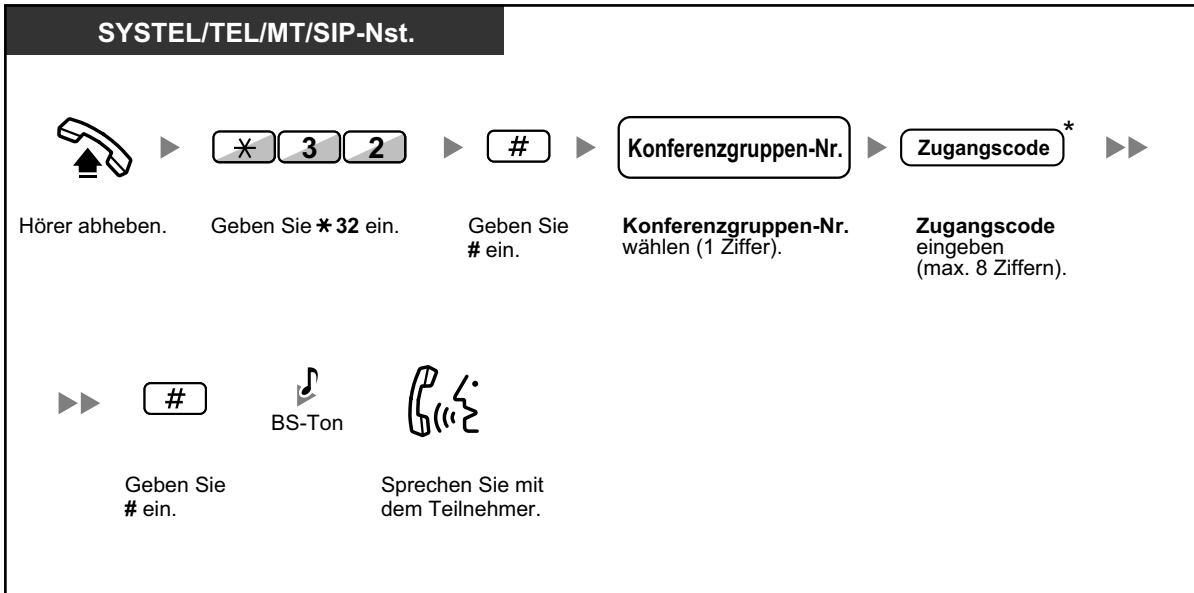 SYSTEL/TEL/MT/SIP-Nst.
* 3 2 # Konferenzgruppen-Nr. Zugangscode *
Hörer abheben. Geben Sie * 32 ein. Geben Sie Konferenzgruppen-Nr. Zugangscode
# ein. wählen (1 Ziffer). eingeben
(max. 8 Ziffern).
#
BS-Ton
Geben Sie Sprechen Sie mit
# ein. dem Teilnehmer.